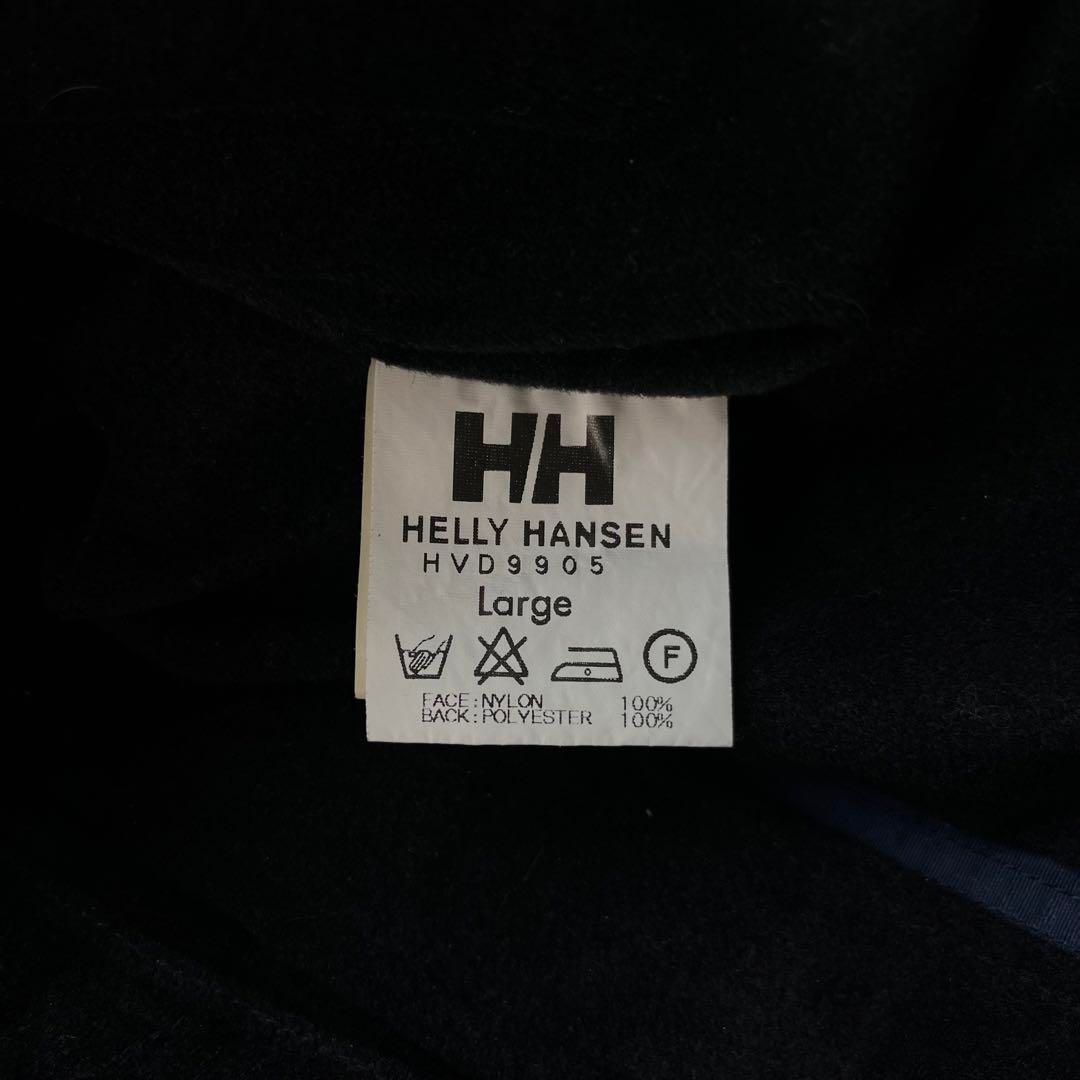 HH
HELLY HANSEN
HVD9905
Large
F
FACE:NYLON 100%
BACK:POLYESTER 100%